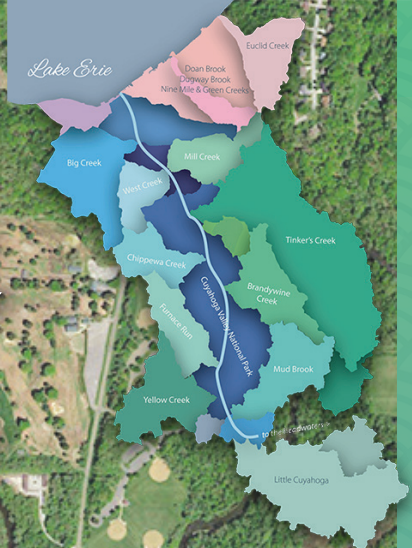 Euclid Creek
Lake Erie
Doan Brook
Dugway Brook
Nine Mile & Green Creeks
Big Creek
Mill Creek
West Creek
Tinker's Creek
Chippewa Creek
Brandywine
Creek
Cuyahoga Valley National Park
Furnace Run
Mud Brook
Yellow Creek
to the Headwaters
Little Cuyahoga